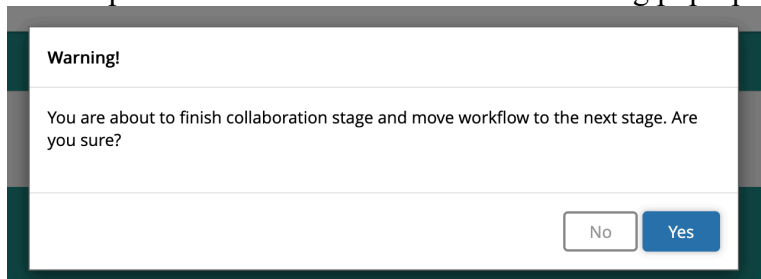 Warning!
You are about to finish collaboration stage and move workflow to the next stage. Are
you sure?
No
Yes